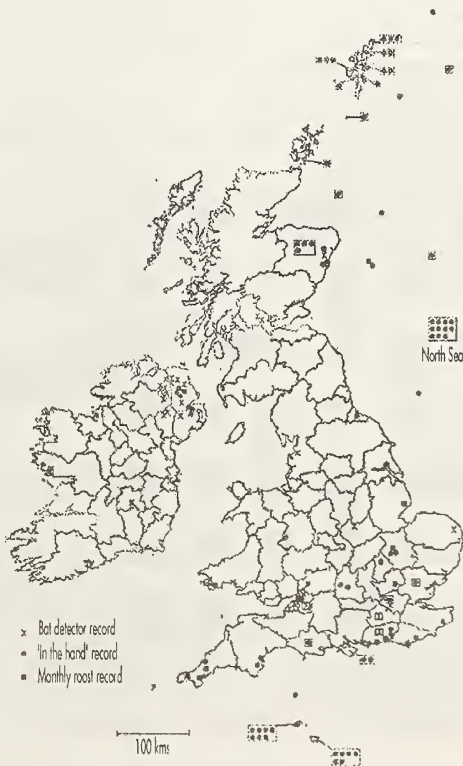 North Sea
× Bat detector record
• 'In the hand' record
▪ Monthly roost record
100 kms